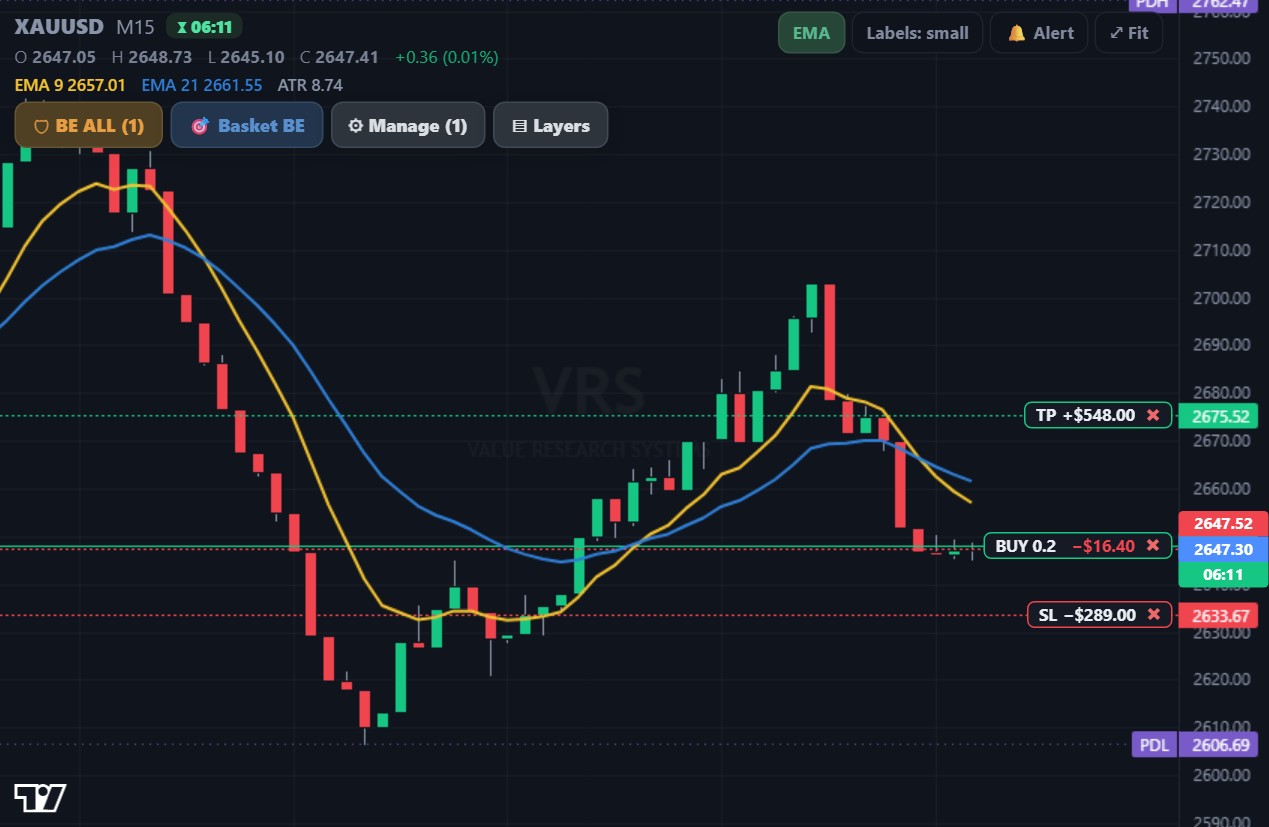 PDH 2762.47
XAUUSD M15 ⧗ 06:11
EMA Labels: small 🔔 Alert ⤢ Fit
O 2647.05 H 2648.73 L 2645.10 C 2647.41 +0.36 (0.01%)
EMA 9 2657.01 EMA 21 2661.55 ATR 8.74
🛡 BE ALL (1) 🎯 Basket BE ⚙ Manage (1) ▤ Layers
2750.00
2740.00
2730.00
2720.00
2710.00
2700.00
2690.00
2680.00
VRS
TP +$548.00 ✖ 2675.52
2670.00
VALUE RESEARCH SYSTEMS
2660.00
2647.52
BUY 0.2 −$16.40 ✖ 2647.30
06:11
SL −$289.00 ✖ 2633.67
2630.00
2620.00
2610.00
PDL 2606.69
2600.00
2590.00